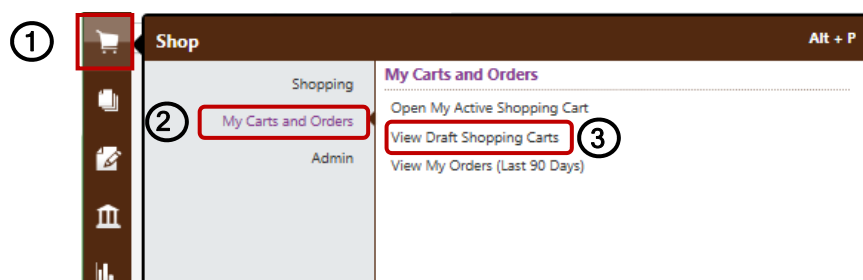 1
Shop
Alt + P
Shopping
2
My Carts and Orders
Admin
My Carts and Orders
Open My Active Shopping Cart
View Draft Shopping Carts
3
View My Orders (Last 90 Days)